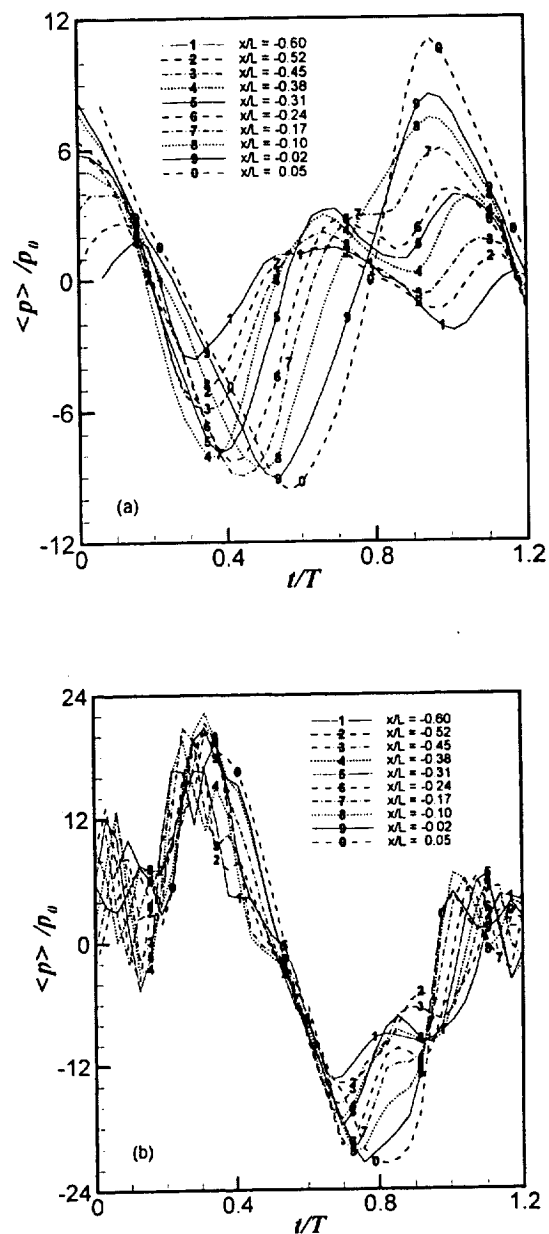 12
6
0
-6
-12
<p> /p₀
1 x/L = -0.60
2 x/L = -0.52
3 x/L = -0.45
4 x/L = -0.38
5 x/L = -0.31
6 x/L = -0.24
7 x/L = -0.17
8 x/L = -0.10
9 x/L = -0.02
0 x/L = 0.05
(a)
0 0.4 0.8 1.2
t/T
24
12
0
-12
-24
<p> /p₀
1 x/L = -0.60
2 x/L = -0.52
3 x/L = -0.45
4 x/L = -0.38
5 x/L = -0.31
6 x/L = -0.24
7 x/L = -0.17
8 x/L = -0.10
9 x/L = -0.02
0 x/L = 0.05
(b)
0.0 0.4 0.8 1.2
t/T